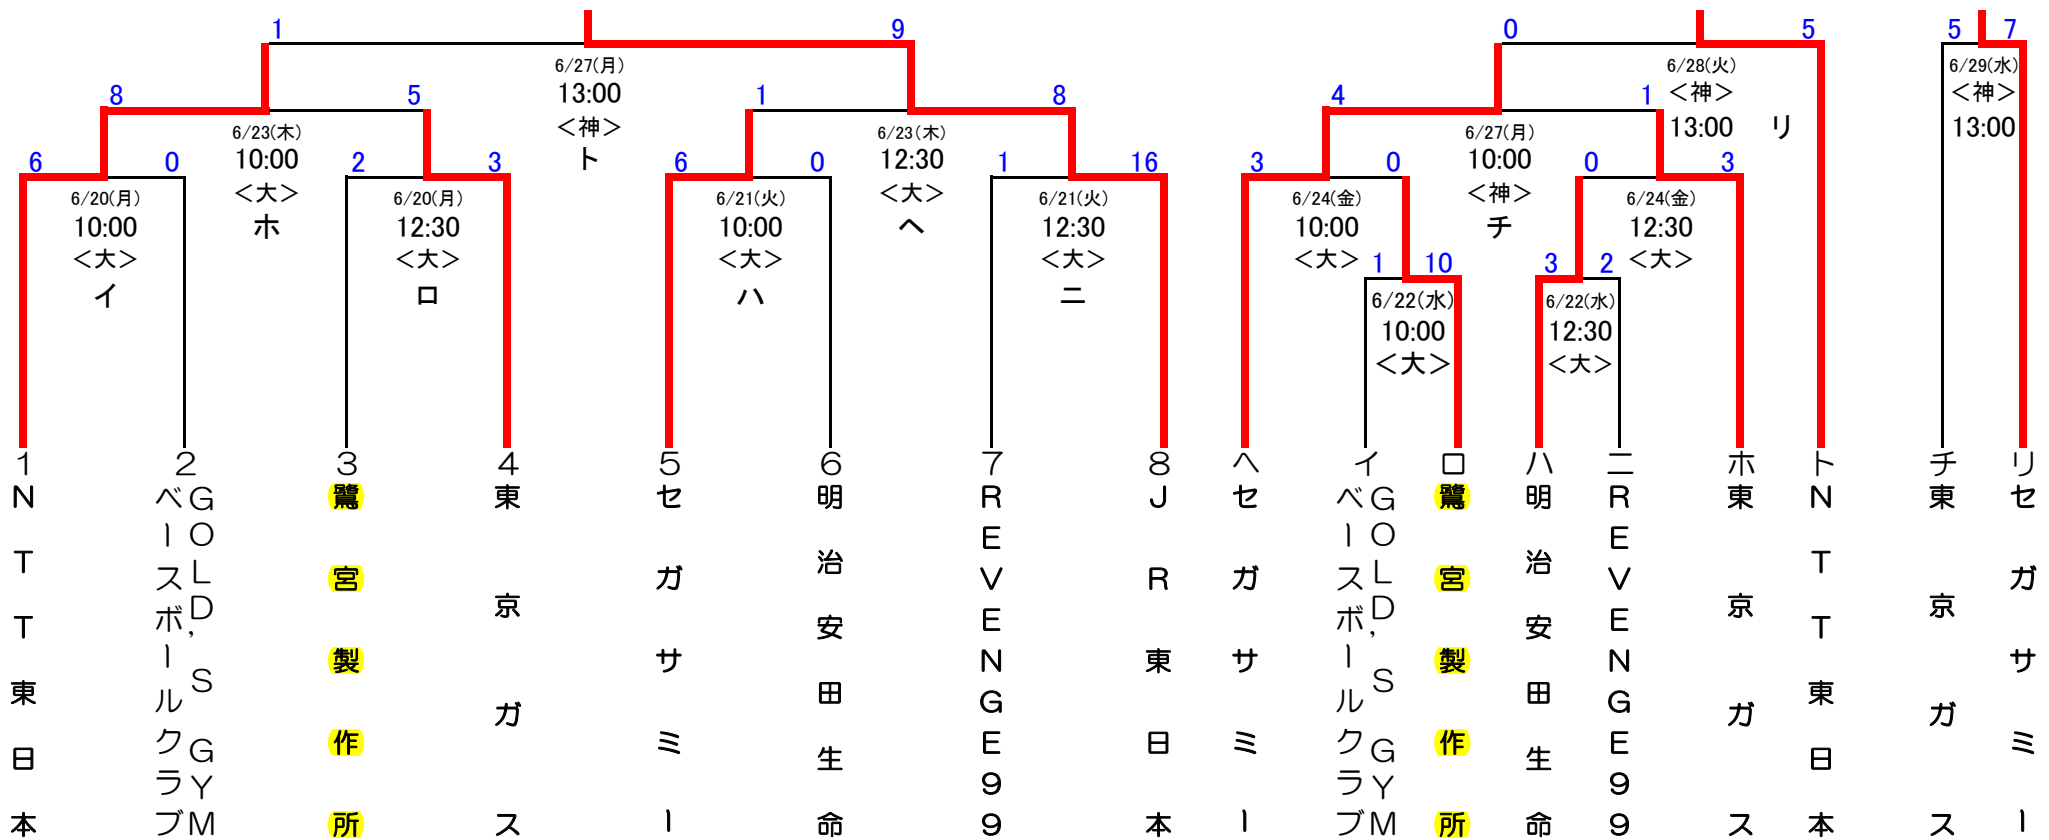 1 9 0 5 5 7
6/27(月) 6/28(火) 6/29(水)
13:00 <神> <神>
8 5 1 8 4 1
<神> 6/23(木) 6/23(木) 6/27(月) 13:00 リ 13:00
ト 10:00 12:30 10:00
6 0 2 3 6 0 1 16 3 0 0 3
<大> <大> <神>
6/20(月) 6/20(月) 6/21(火) 6/21(火) 6/24(金) 6/24(金)
10:00 ホ 12:30 10:00 ヘ 12:30 10:00 チ 12:30
<大> <大> <大> <大> <大> <大>
1 10 3 2
イ ロ ハ ニ
6/22(水) 6/22(水)
10:00 12:30
<大> <大>
1 NTT東日本
2 GOLD,S GYM
ベースボールクラブ
3 鷺宮製作所
4 東京ガス
5 セガサミー
6 明治安田生命
7 REVENGE99
8 JR東日本
ヘ セガサミー
イ GOLD,S GYM
ベースボールクラブ
ロ 鷺宮製作所
ハ 明治安田生命
ニ REVENGE99
ホ 東京ガス
ト NTT東日本
チ 東京ガス
リ セガサミー